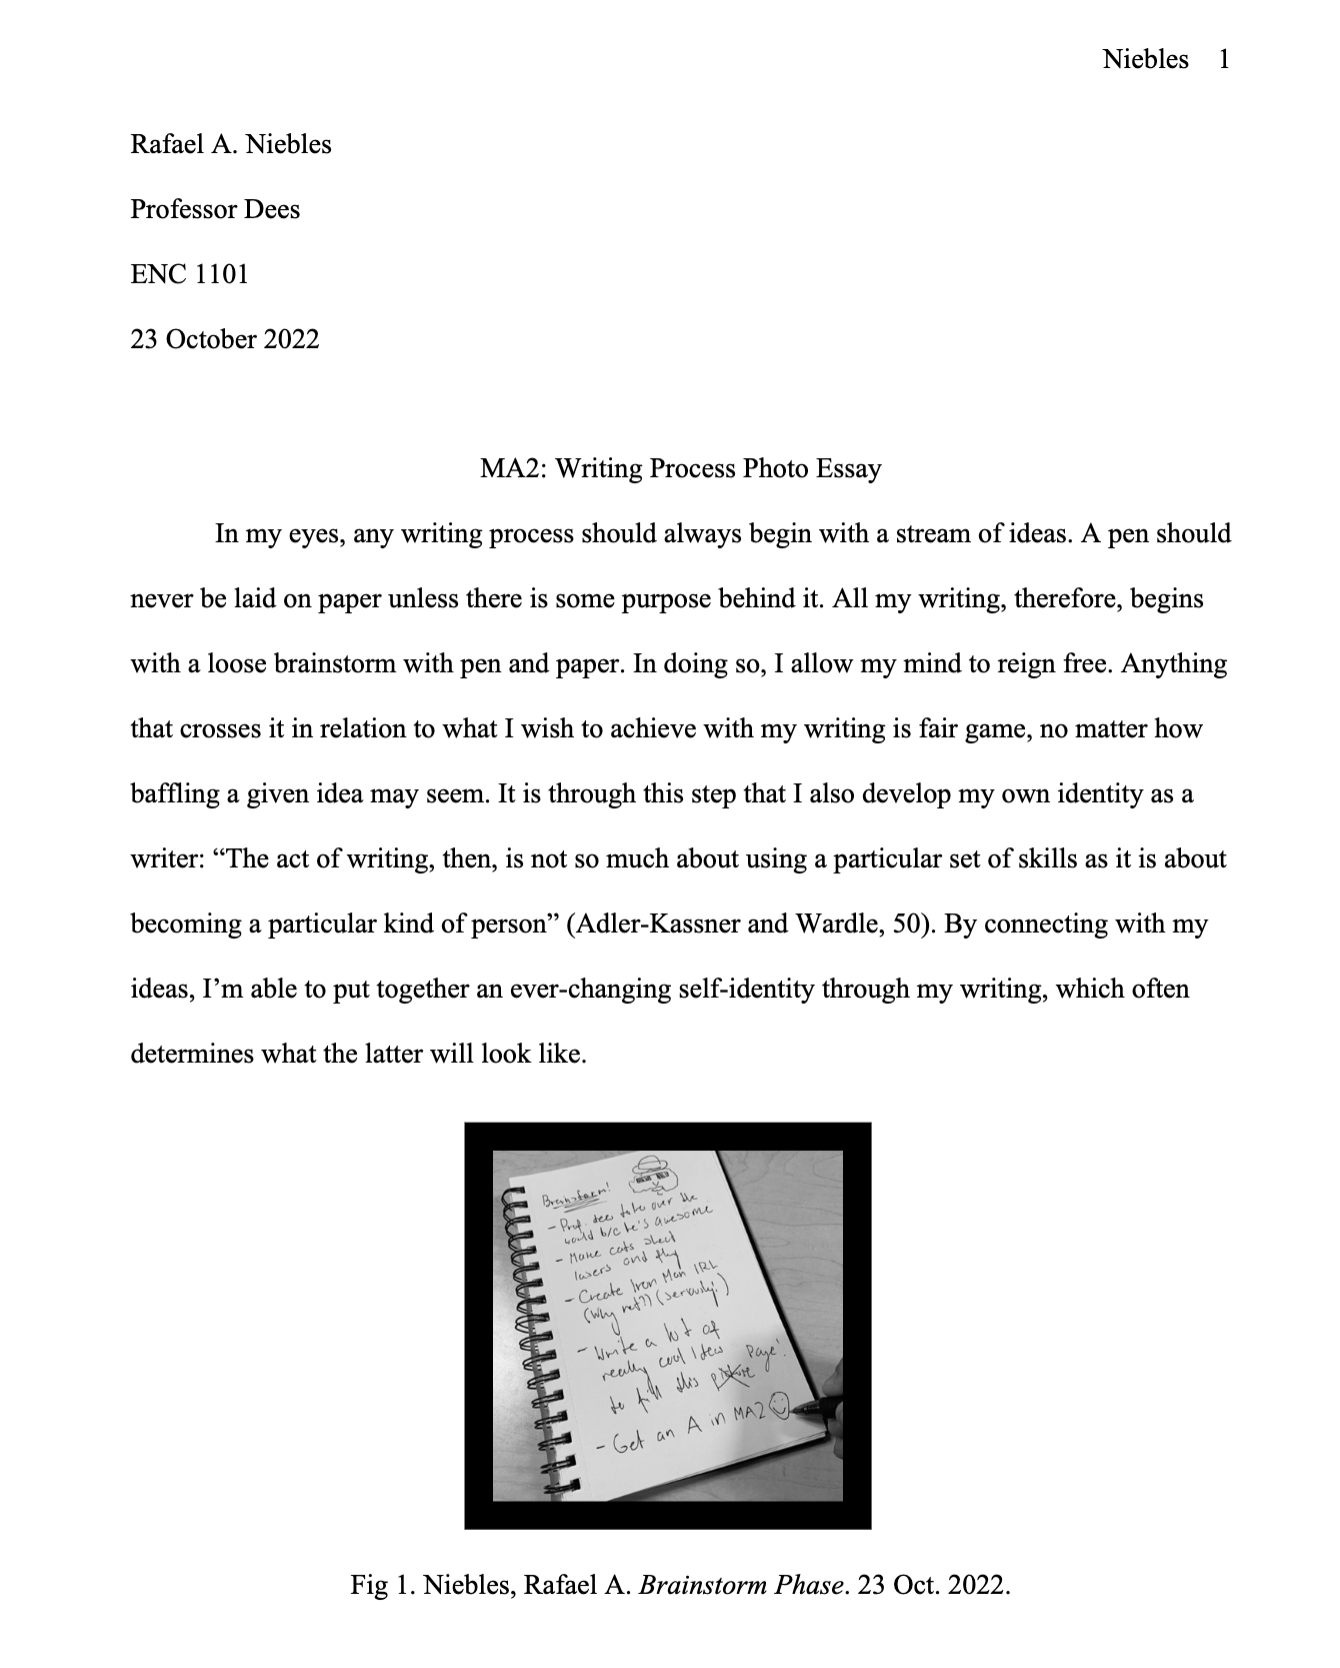 Niebles 1
Rafael A. Niebles
Professor Dees
ENC 1101
23 October 2022
MA2: Writing Process Photo Essay
In my eyes, any writing process should always begin with a stream of ideas. A pen should
never be laid on paper unless there is some purpose behind it. All my writing, therefore, begins
with a loose brainstorm with pen and paper. In doing so, I allow my mind to reign free. Anything
that crosses it in relation to what I wish to achieve with my writing is fair game, no matter how
baffling a given idea may seem. It is through this step that I also develop my own identity as a
writer: “The act of writing, then, is not so much about using a particular set of skills as it is about
becoming a particular kind of person” (Adler-Kassner and Wardle, 50). By connecting with my
ideas, I’m able to put together an ever-changing self-identity through my writing, which often
determines what the latter will look like.
Brainstorm!
- Prof. dees take over the
world b/c he's awesome
- Make cats shoot
lasers and fly
- Create Iron Man IRL
(Why not?) (seriously!)
- Write a lot of
really cool ideas
to fill this picture Page!
- Get an A in MA2
Fig 1. Niebles, Rafael A. Brainstorm Phase. 23 Oct. 2022.